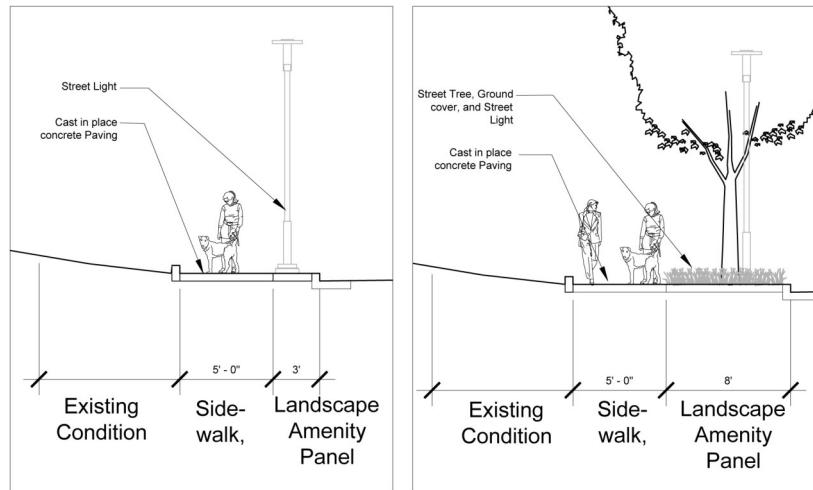 Street Light
Cast in place
concrete Paving
5' - 0"
3'
Existing
Condition
Side-
walk,
Landscape
Amenity
Panel
Street Tree, Ground
cover, and Street
Light
Cast in place
concrete Paving
5' - 0"
8'
Existing
Condition
Side-
walk,
Landscape
Amenity
Panel